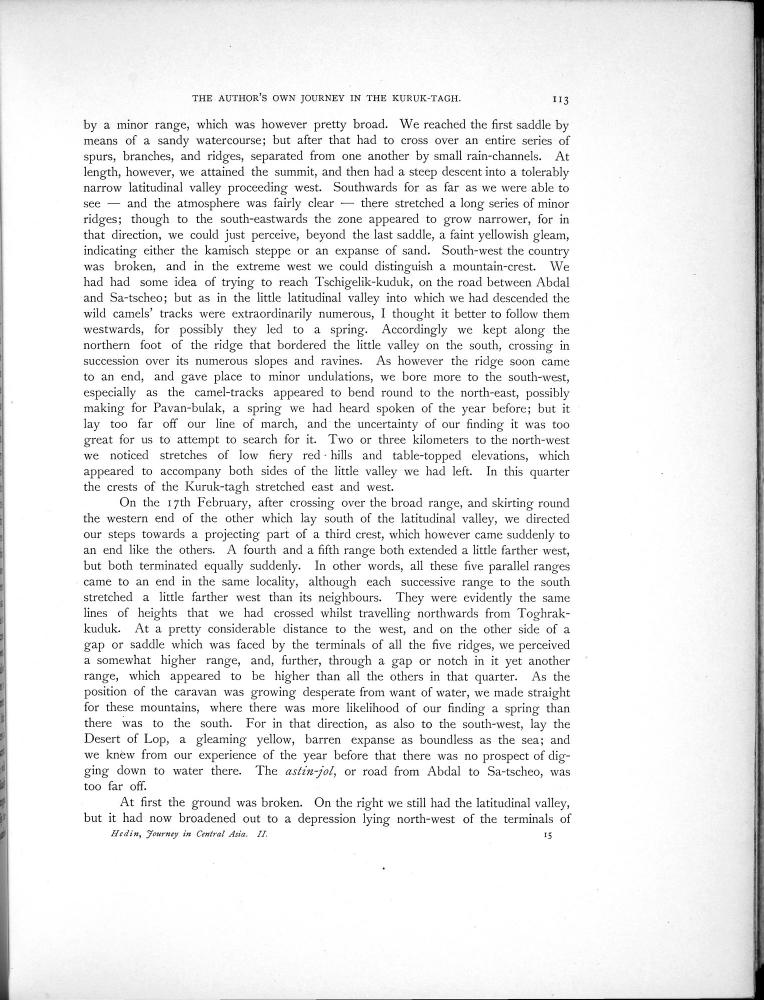 THE AUTHOR'S OWN JOURNEY IN THE KURUK-TAGH. 113
by a minor range, which was however pretty broad. We reached the first saddle by
means of a sandy watercourse; but after that had to cross over an entire series of
spurs, branches, and ridges, separated from one another by small rain-channels. At
length, however, we attained the summit, and then had a steep descent into a tolerably
narrow latitudinal valley proceeding west. Southwards for as far as we were able to
see — and the atmosphere was fairly clear — there stretched a long series of minor
ridges; though to the south-eastwards the zone appeared to grow narrower, for in
that direction, we could just perceive, beyond the last saddle, a faint yellowish gleam,
indicating either the kamisch steppe or an expanse of sand. South-west the country
was broken, and in the extreme west we could distinguish a mountain-crest. We
had had some idea of trying to reach Tschigelik-kuduk, on the road between Abdal
and Sa-tscheo; but as in the little latitudinal valley into which we had descended the
wild camels' tracks were extraordinarily numerous, I thought it better to follow them
westwards, for possibly they led to a spring. Accordingly we kept along the
northern foot of the ridge that bordered the little valley on the south, crossing in
succession over its numerous slopes and ravines. As however the ridge soon came
to an end, and gave place to minor undulations, we bore more to the south-west,
especially as the camel-tracks appeared to bend round to the north-east, possibly
making for Pavan-bulak, a spring we had heard spoken of the year before; but it
lay too far off our line of march, and the uncertainty of our finding it was too
great for us to attempt to search for it. Two or three kilometers to the north-west
we noticed stretches of low fiery red hills and table-topped elevations, which
appeared to accompany both sides of the little valley we had left. In this quarter
the crests of the Kuruk-tagh stretched east and west.
On the 17th February, after crossing over the broad range, and skirting round
the western end of the other which lay south of the latitudinal valley, we directed
our steps towards a projecting part of a third crest, which however came suddenly to
an end like the others. A fourth and a fifth range both extended a little farther west,
but both terminated equally suddenly. In other words, all these five parallel ranges
came to an end in the same locality, although each successive range to the south
stretched a little farther west than its neighbours. They were evidently the same
lines of heights that we had crossed whilst travelling northwards from Toghrak-
kuduk. At a pretty considerable distance to the west, and on the other side of a
gap or saddle which was faced by the terminals of all the five ridges, we perceived
a somewhat higher range, and, further, through a gap or notch in it yet another
range, which appeared to be higher than all the others in that quarter. As the
position of the caravan was growing desperate from want of water, we made straight
for these mountains, where there was more likelihood of our finding a spring than
there was to the south. For in that direction, as also to the south-west, lay the
Desert of Lop, a gleaming yellow, barren expanse as boundless as the sea; and
we knew from our experience of the year before that there was no prospect of dig-
ging down to water there. The astin-jol, or road from Abdal to Sa-tscheo, was
too far off.
At first the ground was broken. On the right we still had the latitudinal valley,
but it had now broadened out to a depression lying north-west of the terminals of
Hedin, Journey in Central Asia. II. 15